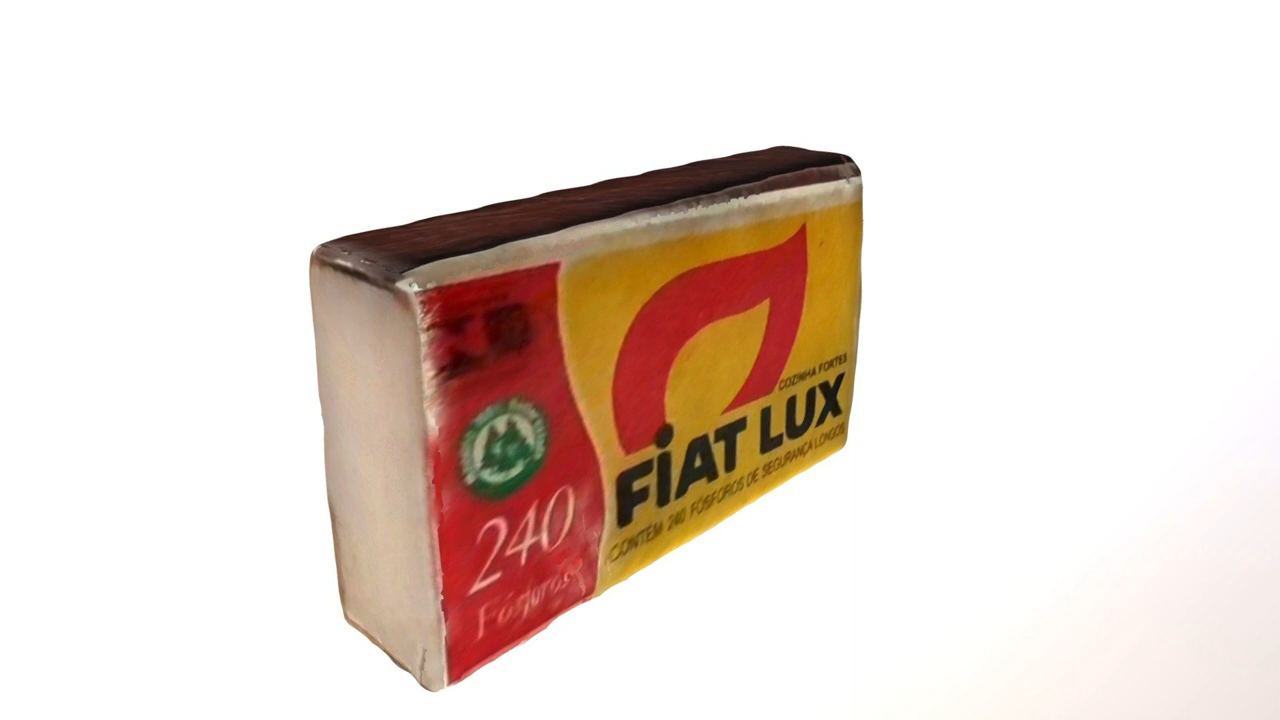 240
Fósforos
COZINHA FORTES
FiAT LUX
CONTÉM 240 FÓSFOROS DE SEGURANÇA LONGOS